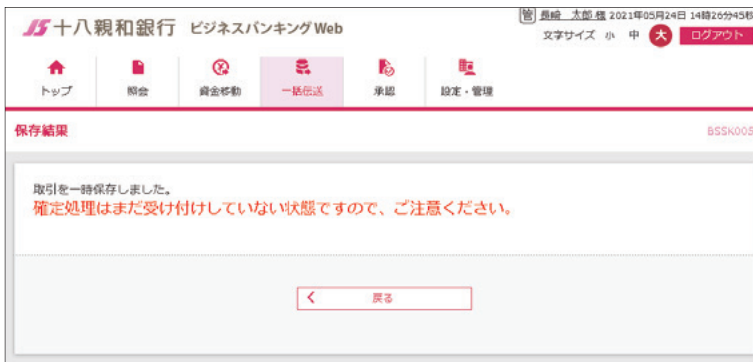 JS 十八親和銀行 ビジネスバンキングWeb
管 長崎 太郎 様 2021年05月24日 14時26分45秒
文字サイズ 小 中 大 ログアウト
トップ 照会 資金移動 一括伝送 承認 設定・管理
保存結果 BSSK005
取引を一時保存しました。
確定処理はまだ受け付けしていない状態ですので、ご注意ください。
戻る